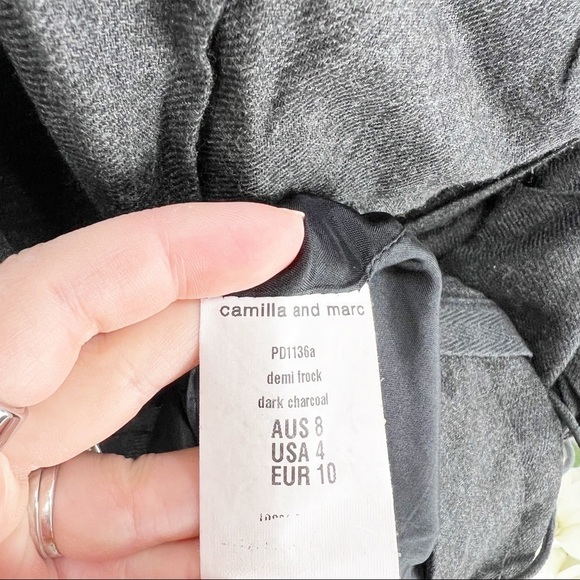 camilla and marc
PD1136a
demi frock
dark charcoal
AUS 8
USA 4
EUR 10